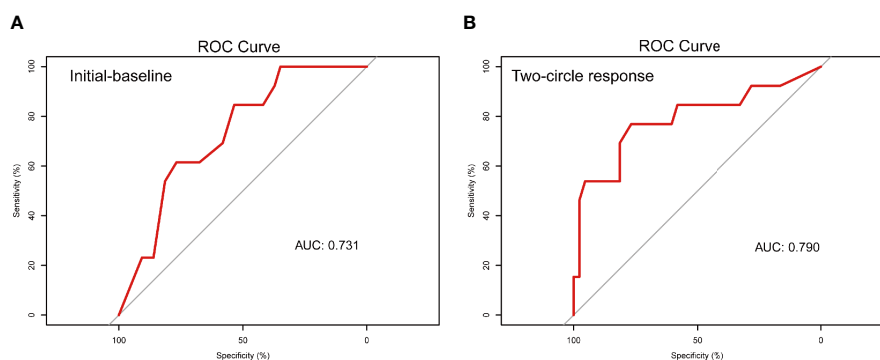 A
ROC Curve
Initial-baseline
Sensitivity (%)
100
80
60
40
20
0
AUC: 0.731
100
50
0
Specificity (%)
B
ROC Curve
Two-circle response
Sensitivity (%)
100
80
60
40
20
0
AUC: 0.790
100
50
0
Specificity (%)